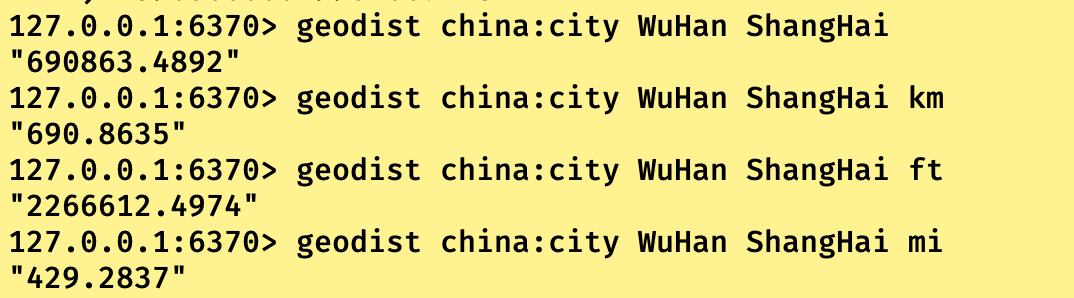 127.0.0.1:6370> geodist china:city WuHan ShangHai
"690863.4892"
127.0.0.1:6370> geodist china:city WuHan ShangHai km
"690.8635"
127.0.0.1:6370> geodist china:city WuHan ShangHai ft
"2266612.4974"
127.0.0.1:6370> geodist china:city WuHan ShangHai mi
"429.2837"